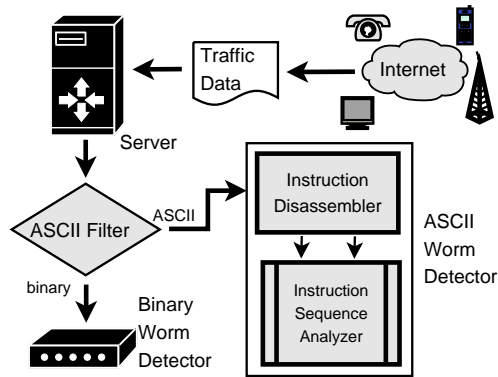 Traffic
Data
Internet
Server
ASCII Filter
ASCII
Instruction
Disassembler
ASCII
Worm
Detector
Instruction
Sequence
Analyzer
binary
Binary
Worm
Detector